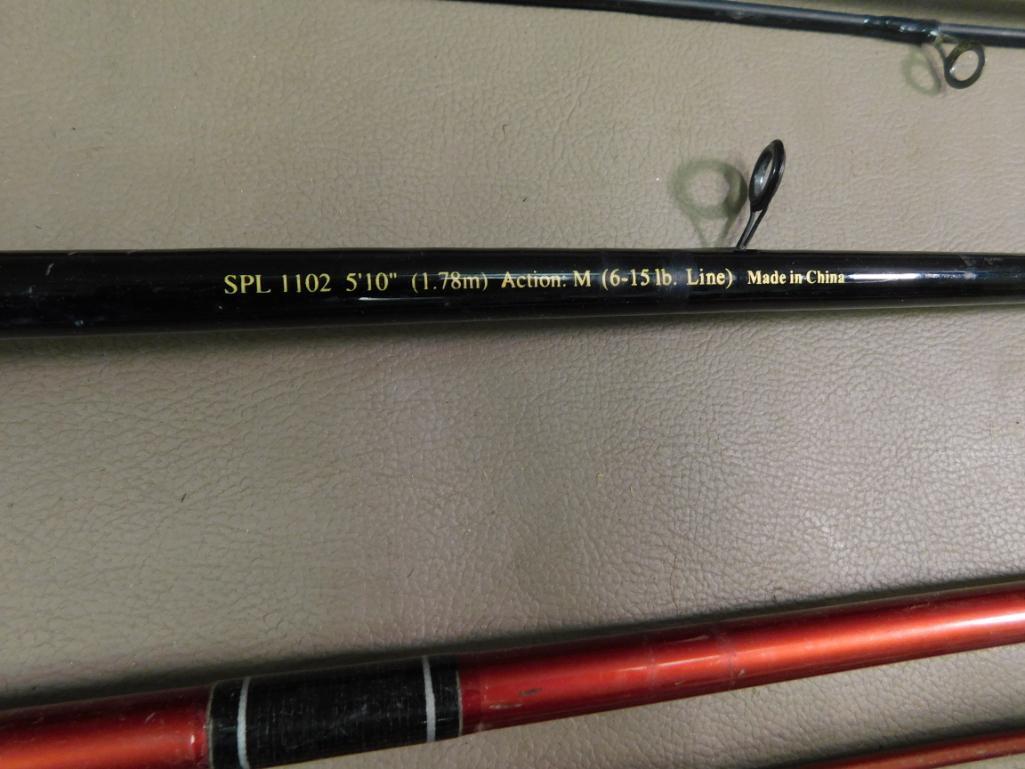 SPL 1102 5'10" (1.78m) Action: M (6-15 lb. Line) Made in China